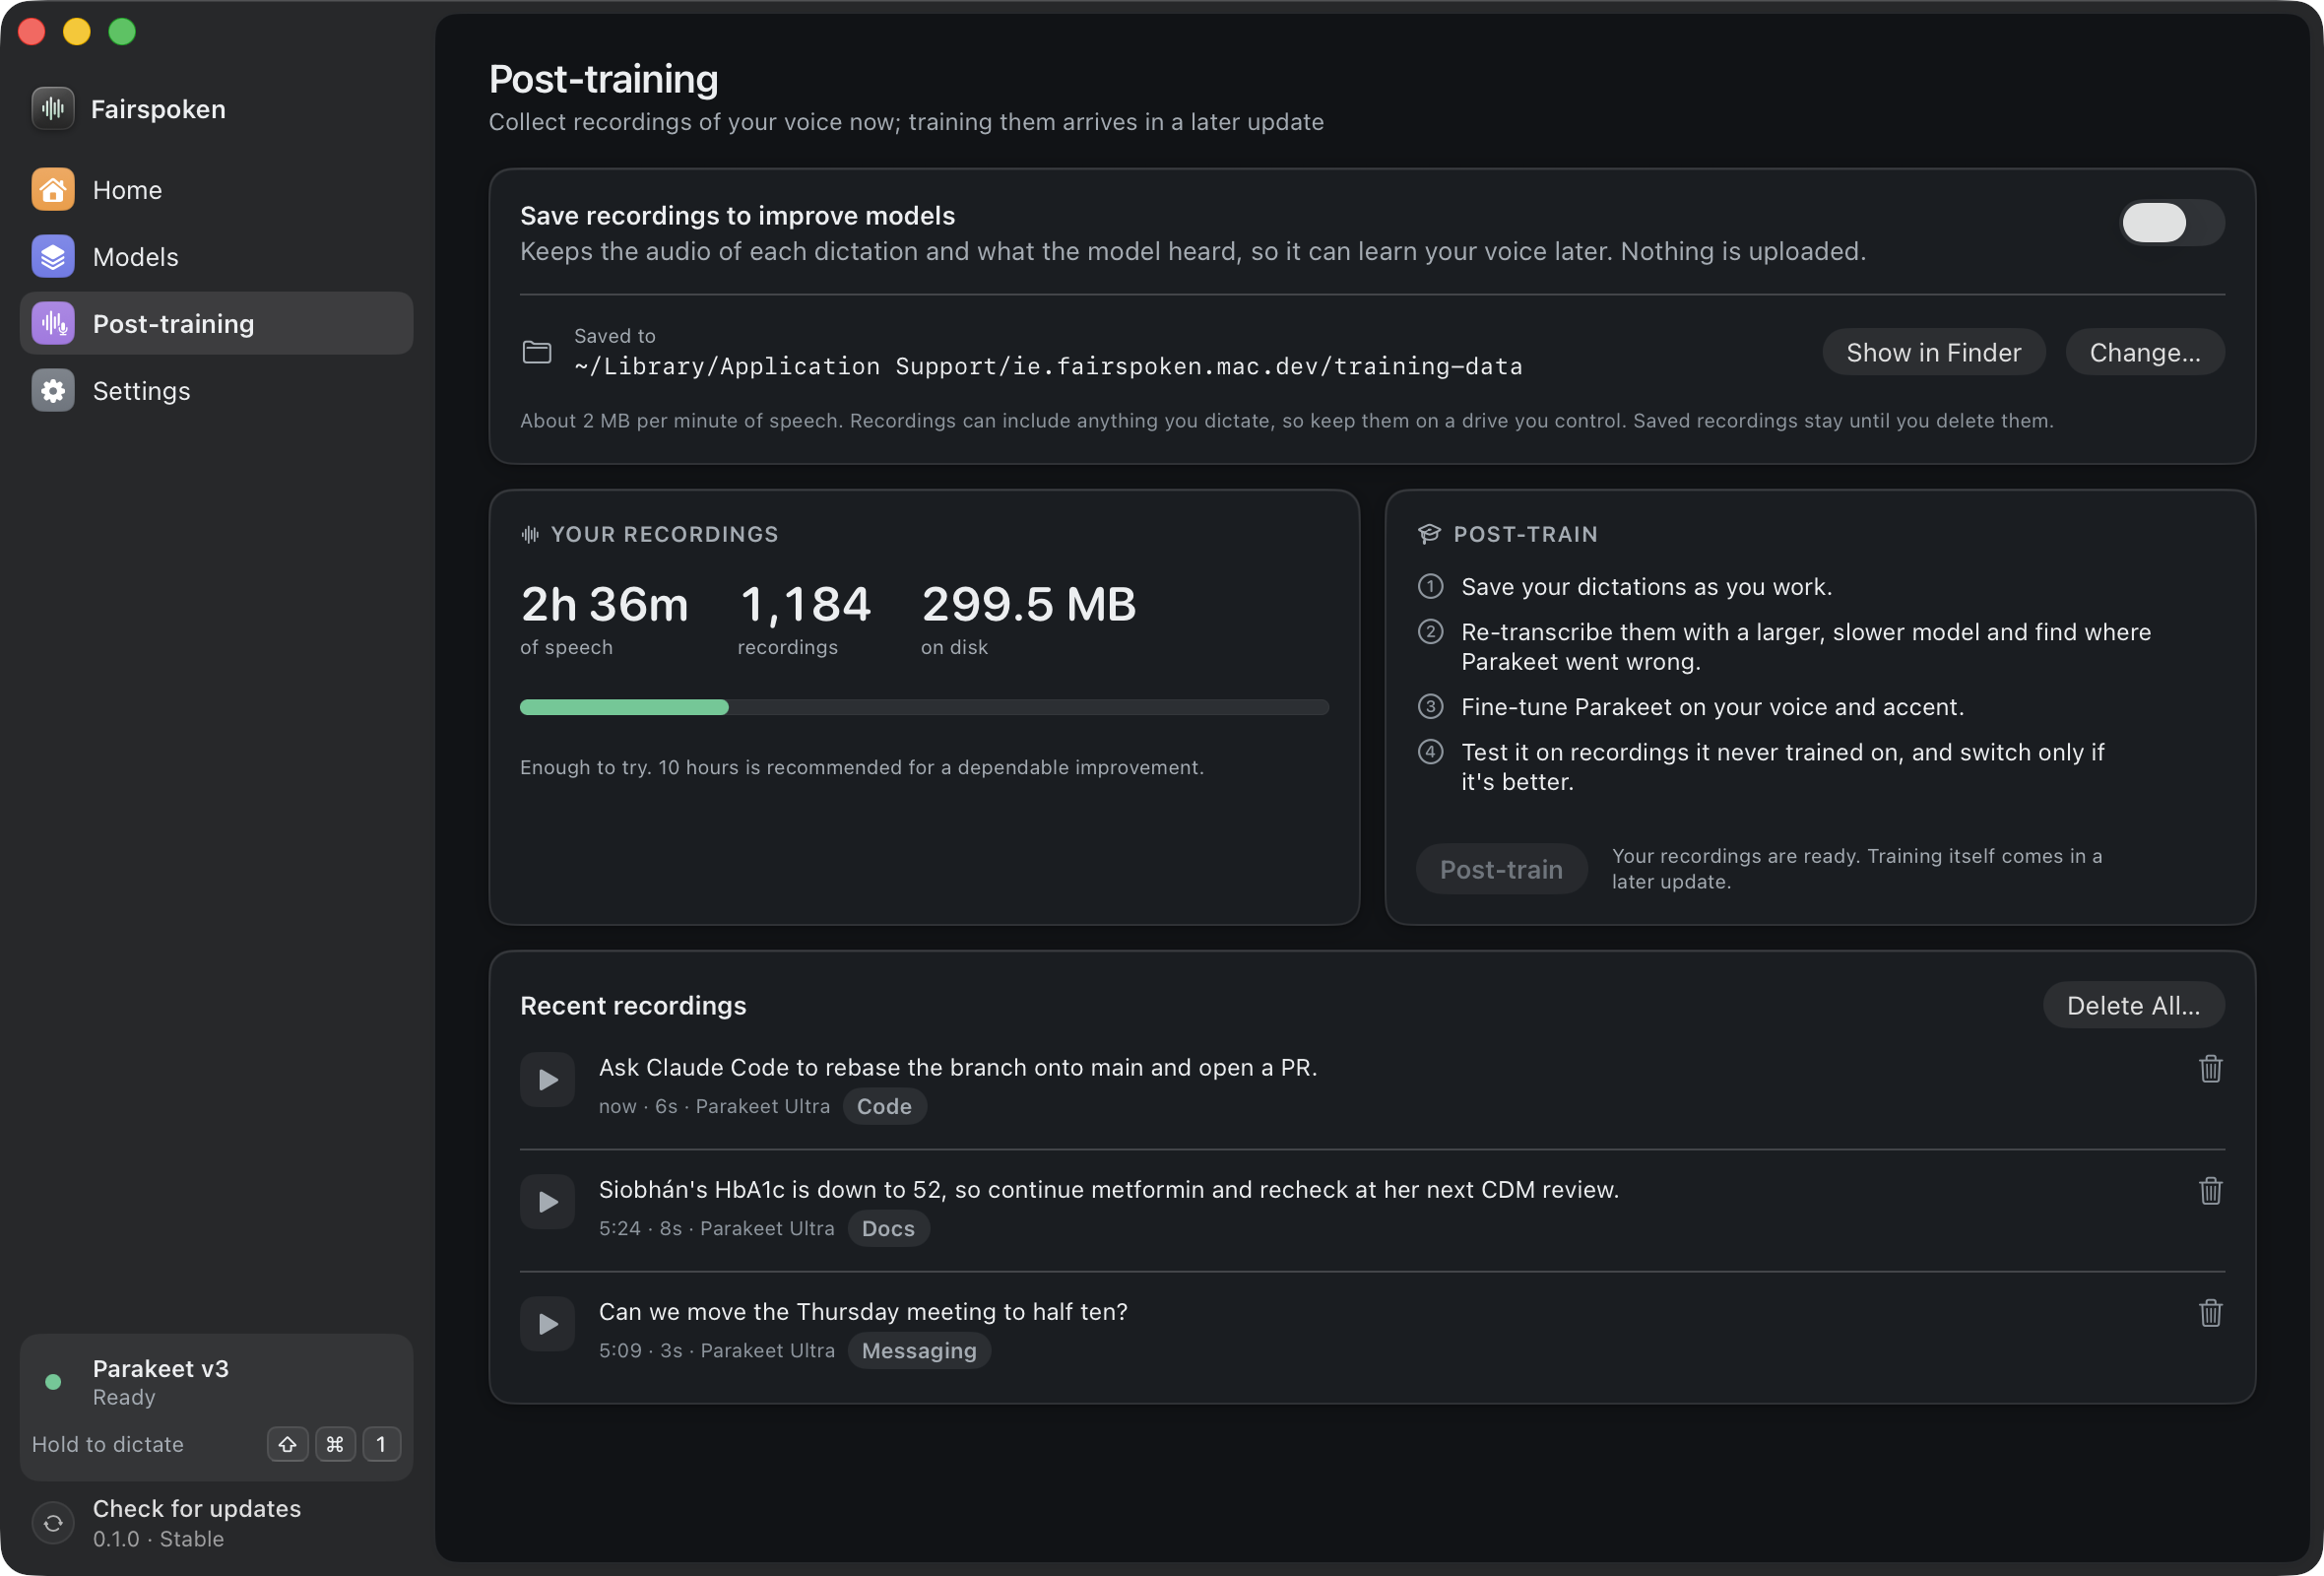 Fairspoken
Home
Models
Post-training
Settings
Parakeet v3
Ready
Hold to dictate ⇧ ⌘ 1
Check for updates
0.1.0 · Stable
Post-training
Collect recordings of your voice now; training them arrives in a later update
Save recordings to improve models
Keeps the audio of each dictation and what the model heard, so it can learn your voice later. Nothing is uploaded.
Saved to
~/Library/Application Support/ie.fairspoken.mac.dev/training-data
Show in Finder
Change...
About 2 MB per minute of speech. Recordings can include anything you dictate, so keep them on a drive you control. Saved recordings stay until you delete them.
YOUR RECORDINGS
2h 36m 1,184 299.5 MB
of speech recordings on disk
Enough to try. 10 hours is recommended for a dependable improvement.
POST-TRAIN
1 Save your dictations as you work.
2 Re-transcribe them with a larger, slower model and find where
Parakeet went wrong.
3 Fine-tune Parakeet on your voice and accent.
4 Test it on recordings it never trained on, and switch only if
it's better.
Post-train
Your recordings are ready. Training itself comes in a
later update.
Recent recordings
Delete All...
Ask Claude Code to rebase the branch onto main and open a PR.
now · 6s · Parakeet Ultra Code
Siobhán's HbA1c is down to 52, so continue metformin and recheck at her next CDM review.
5:24 · 8s · Parakeet Ultra Docs
Can we move the Thursday meeting to half ten?
5:09 · 3s · Parakeet Ultra Messaging